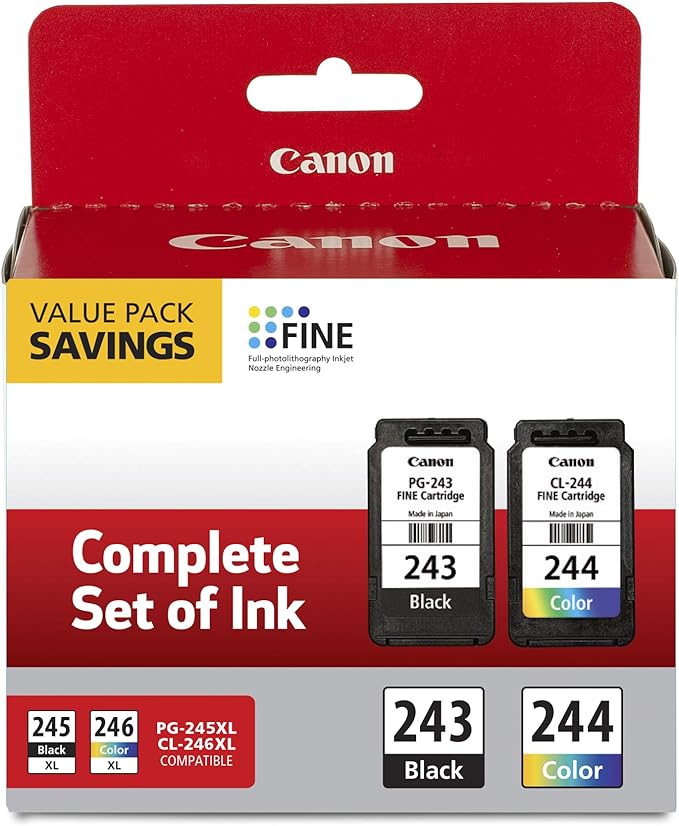 Canon
Canon
VALUE PACK
SAVINGS
FINE
Full-photolithography Inkjet
Nozzle Engineering
Canon
PG-243
FINE Cartridge
Made in Japan
243
Black
Canon
CL-244
FINE Cartridge
Made in Japan
244
Color
Complete
Set of Ink
245
Black
XL
246
Color
XL
PG-245XL
CL-246XL
COMPATIBLE
243
Black
244
Color